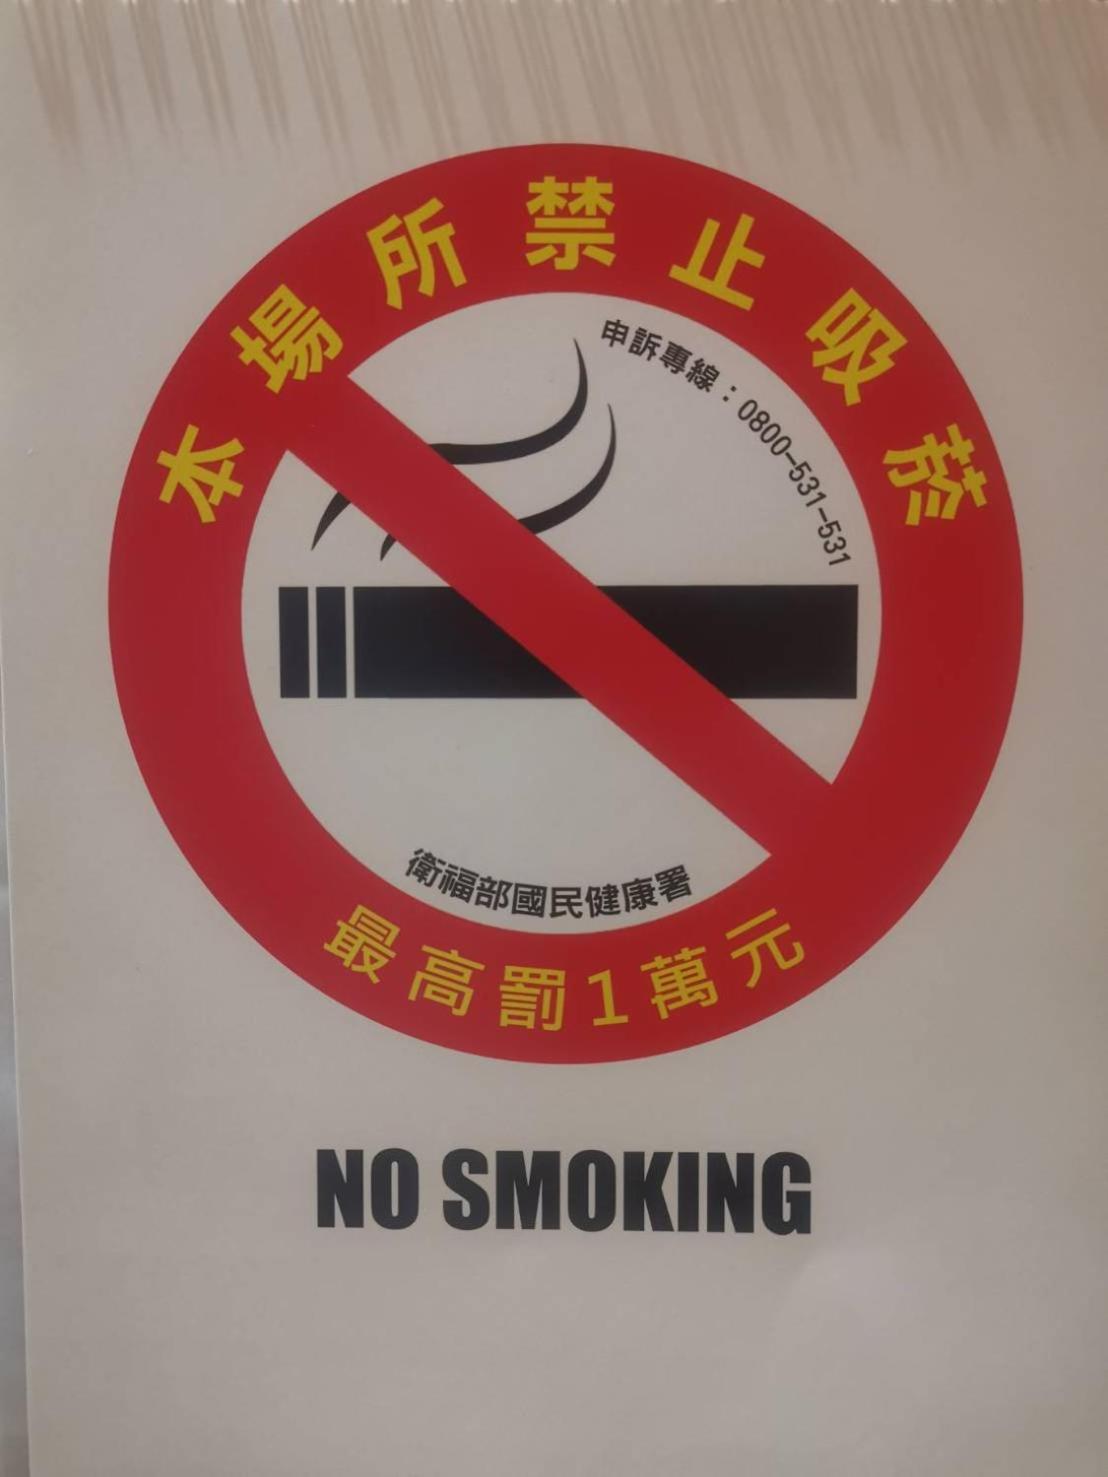 本場所禁止吸菸
申訴專線：0800-531-531
衛福部國民健康署
最高罰1萬元
NO SMOKING